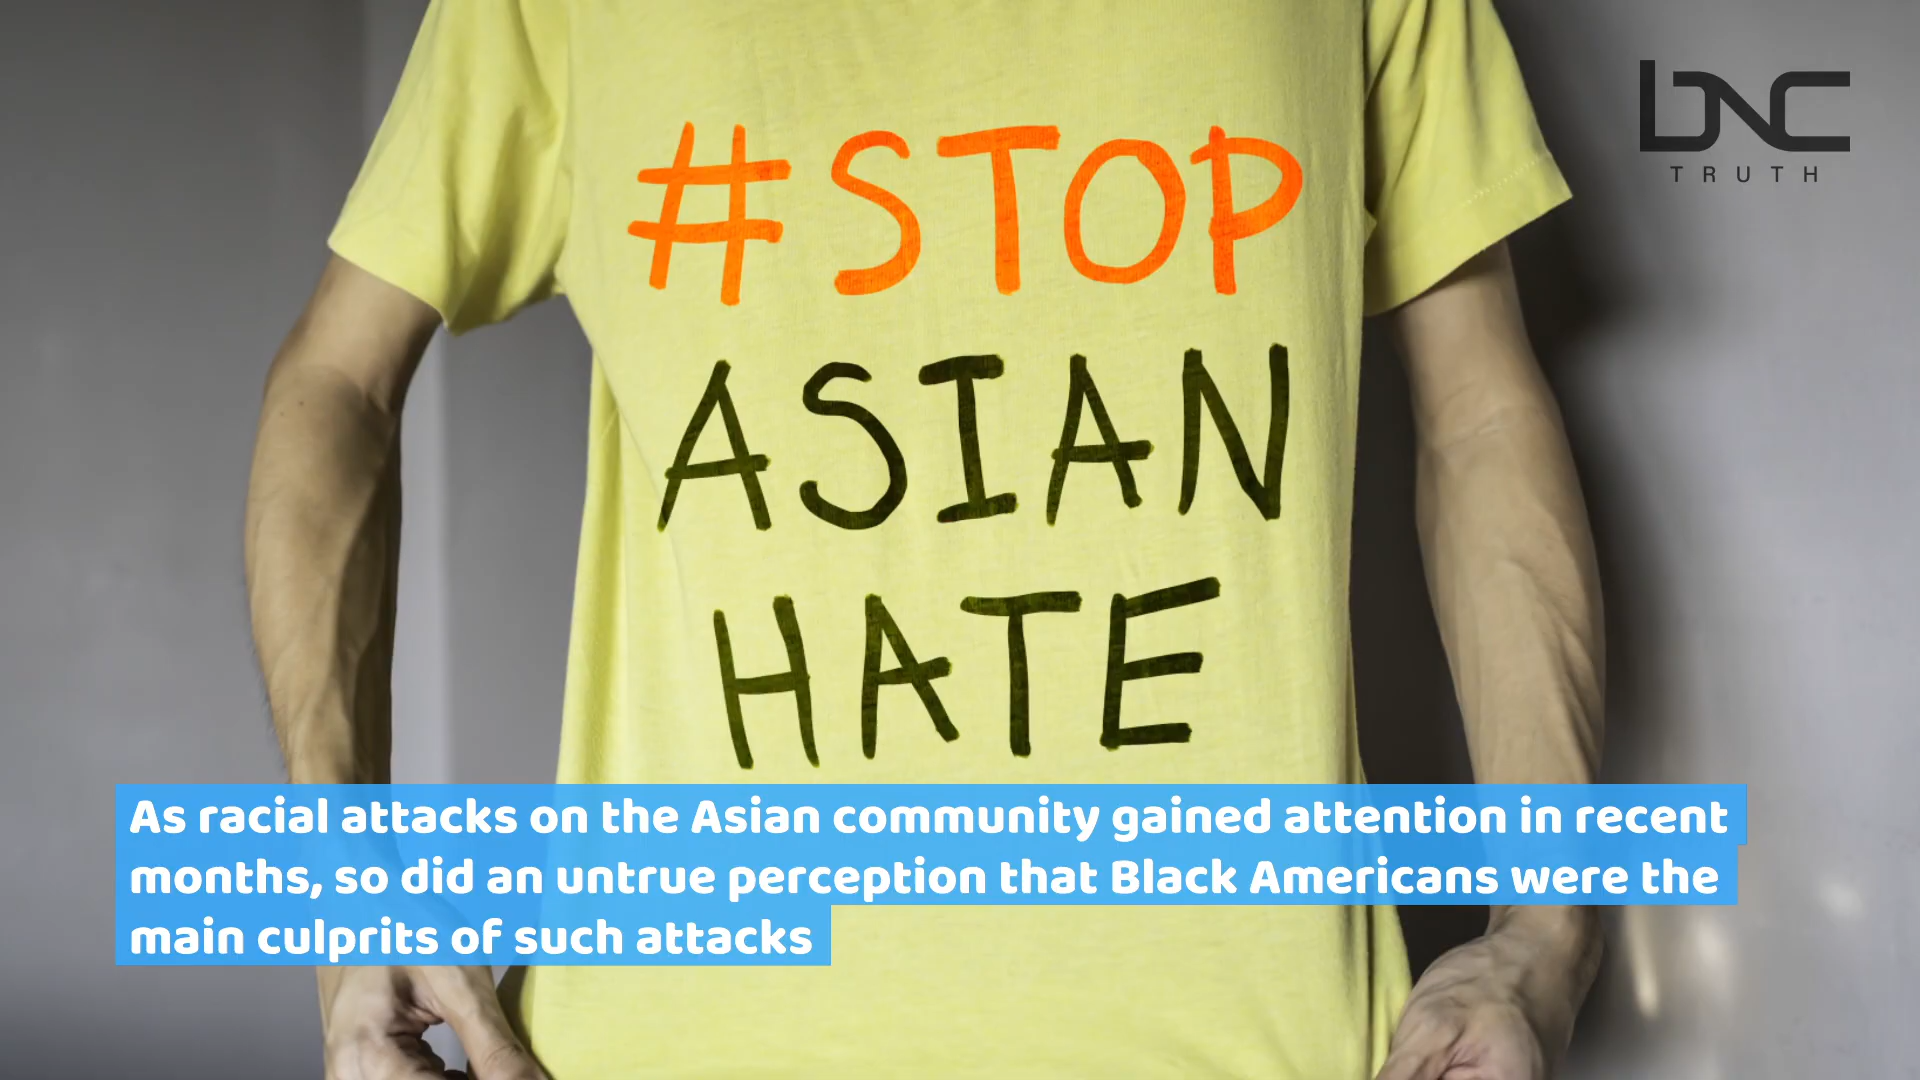 bnc
TRUTH
#STOP
ASIAN
HATE
As racial attacks on the Asian community gained attention in recent
months, so did an untrue perception that Black Americans were the
main culprits of such attacks